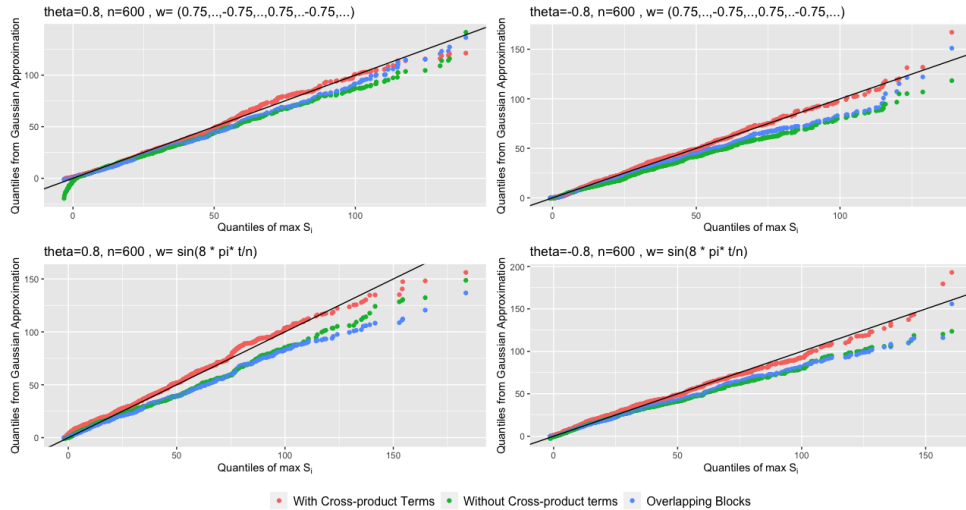 theta=0.8, n=600 , w= (0.75,..,-0.75,..,0.75,..-0.75,...)
Quantiles from Gaussian Approximation
100
50
0
0
50
100
Quantiles of max Si
theta=-0.8, n=600 , w= (0.75,..,-0.75,..,0.75,..-0.75,...)
Quantiles from Gaussian Approximation
150
100
50
0
0
50
100
Quantiles of max Si
theta=0.8, n=600 , w= sin(8 * pi* t/n)
Quantiles from Gaussian Approximation
150
100
50
0
0
50
100
150
Quantiles of max Si
theta=-0.8, n=600 , w= sin(8 * pi* t/n)
Quantiles from Gaussian Approximation
200
150
100
50
0
0
50
100
150
Quantiles of max Si
With Cross-product Terms
Without Cross-product terms
Overlapping Blocks